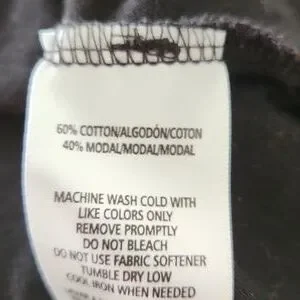 60% COTTON/ALGODÓN/COTON
40% MODAL/MODAL/MODAL
MACHINE WASH COLD WITH
LIKE COLORS ONLY
REMOVE PROMPTLY
DO NOT BLEACH
DO NOT USE FABRIC SOFTENER
TUMBLE DRY LOW
COOL IRON WHEN NEEDED